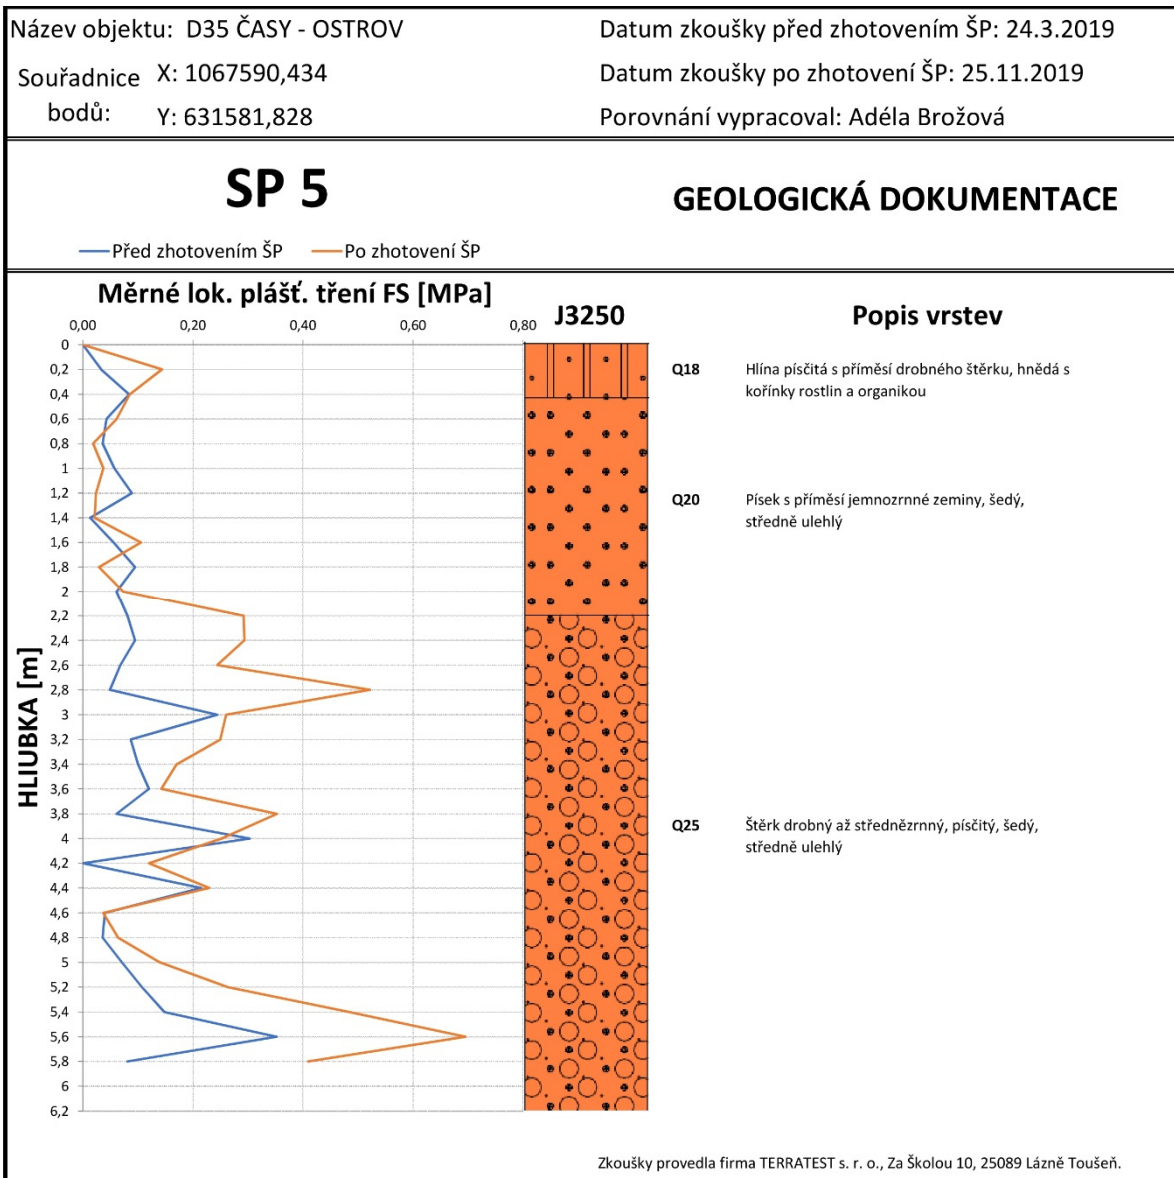 Název objektu: D35 ČASY - OSTROV
Datum zkoušky před zhotovením ŠP: 24.3.2019
Souřadnice bodů:
X: 1067590,434
Datum zkoušky po zhotovení ŠP: 25.11.2019
Y: 631581,828
Porovnání vypracoval: Adéla Brožová
SP 5
GEOLOGICKÁ DOKUMENTACE
Před zhotovením ŠP
Po zhotovení ŠP
Měrné lok. plášť. tření FS [MPa]
J3250
Popis vrstev
0,00
0,20
0,40
0,60
0,80
HLIUBKA [m]
0
0,2
0,4
0,6
0,8
1
1,2
1,4
1,6
1,8
2
2,2
2,4
2,6
2,8
3
3,2
3,4
3,6
3,8
4
4,2
4,4
4,6
4,8
5
5,2
5,4
5,6
5,8
6
6,2
Q18
Hlína písčitá s příměsí drobného štěrku, hnědá s
kořínky rostlin a organikou
Q20
Písek s příměsí jemnozrnné zeminy, šedý,
středně ulehlý
Q25
Štěrk drobný až střednězrnný, písčitý, šedý,
středně ulehlý
Zkoušky provedla firma TERRATEST s. r. o., Za Školou 10, 25089 Lázně Toušeň.